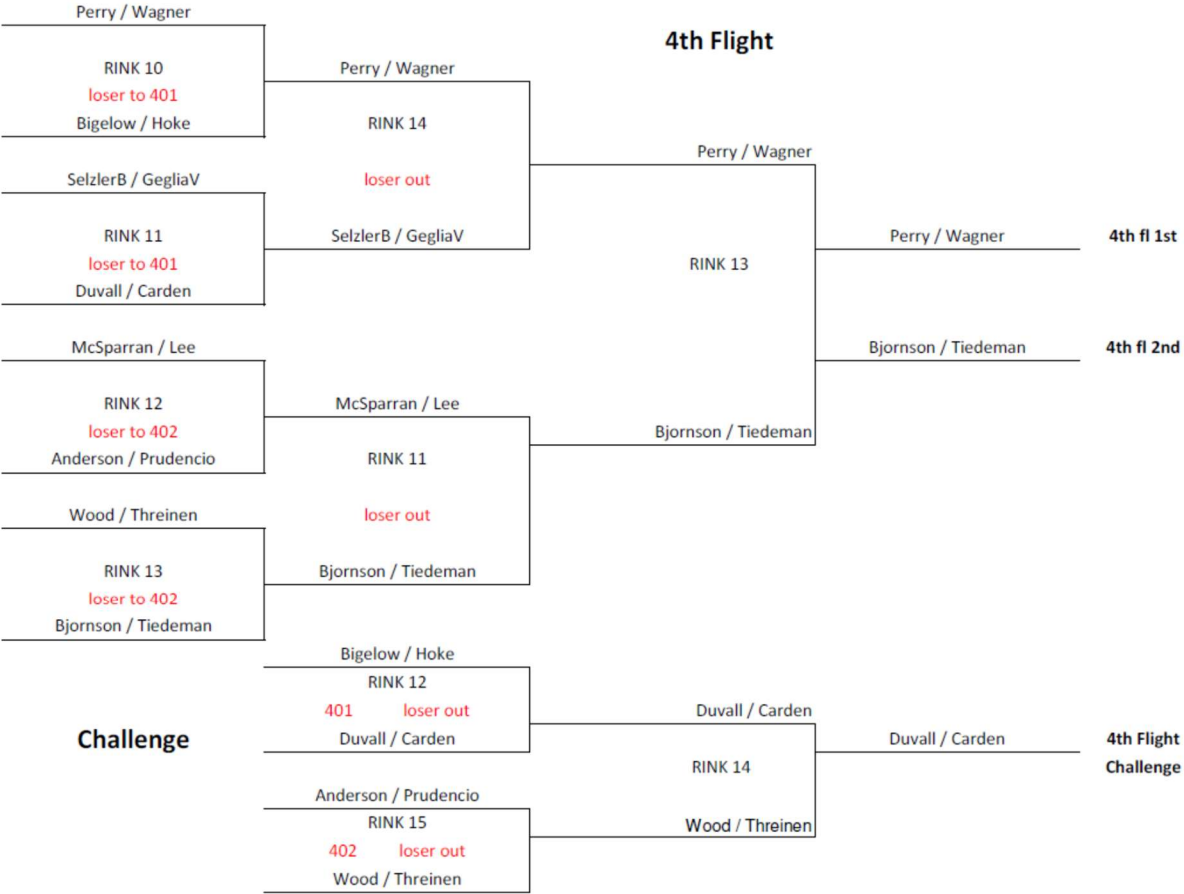 Perry / Wagner
4th Flight
RINK 10
Perry / Wagner
loser to 401
Bigelow / Hoke
RINK 14
Perry / Wagner
SelzlerB / GegliaV
loser out
RINK 11
SelzlerB / GegliaV
Perry / Wagner
4th fl 1st
loser to 401
RINK 13
Duvall / Carden
McSparran / Lee
Bjornson / Tiedeman
4th fl 2nd
RINK 12
McSparran / Lee
loser to 402
Bjornson / Tiedeman
Anderson / Prudencio
RINK 11
Wood / Threinen
loser out
RINK 13
Bjornson / Tiedeman
loser to 402
Bjornson / Tiedeman
Bigelow / Hoke
RINK 12
401 loser out
Duvall / Carden
Challenge
Duvall / Carden
Duvall / Carden
4th Flight
RINK 14
Challenge
Anderson / Prudencio
RINK 15
Wood / Threinen
402 loser out
Wood / Threinen